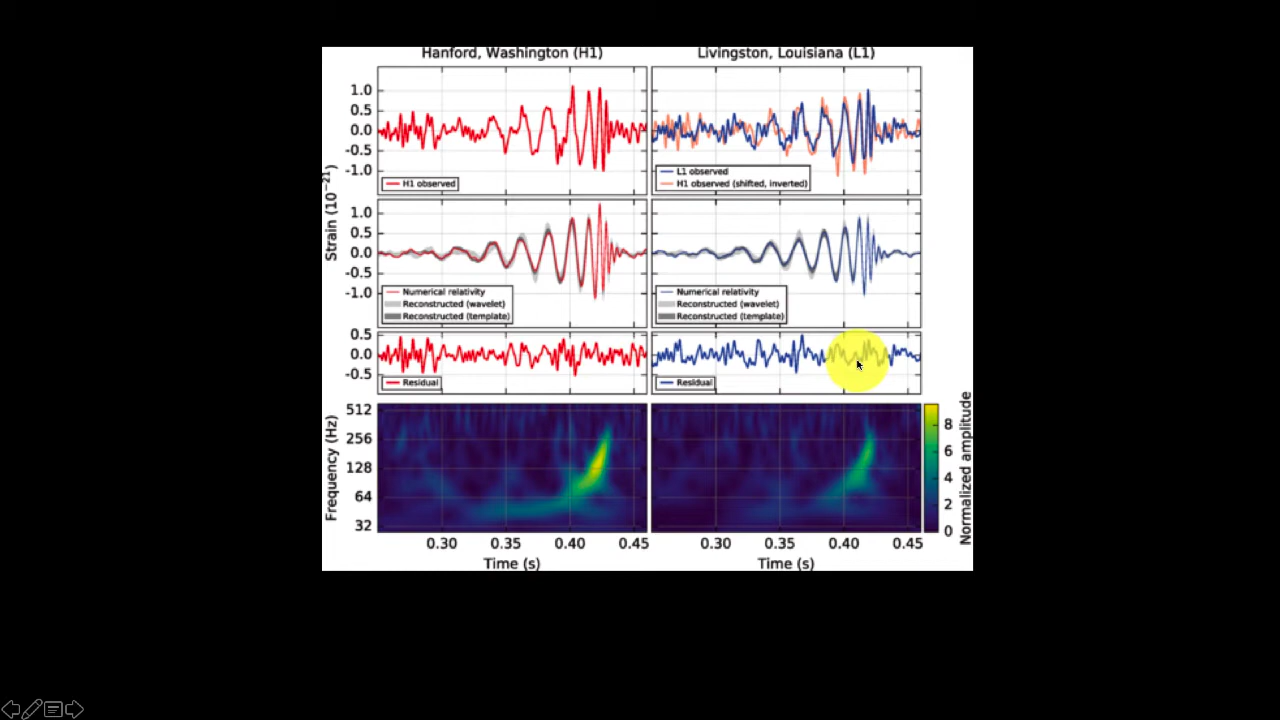 Hanford, Washington (H1)
Livingston, Louisiana (L1)
1.0
0.5
0.0
-0.5
-1.0
H1 observed
L1 observed
H1 observed (shifted, inverted)
Strain (10⁻²¹)
1.0
0.5
0.0
-0.5
-1.0
Numerical relativity
Reconstructed (wavelet)
Reconstructed (template)
Numerical relativity
Reconstructed (wavelet)
Reconstructed (template)
0.5
0.0
-0.5
Residual
Residual
Frequency (Hz)
512
256
128
64
32
8
6
4
2
0
Normalized amplitude
0.30 0.35 0.40 0.45
0.30 0.35 0.40 0.45
Time (s)
Time (s)